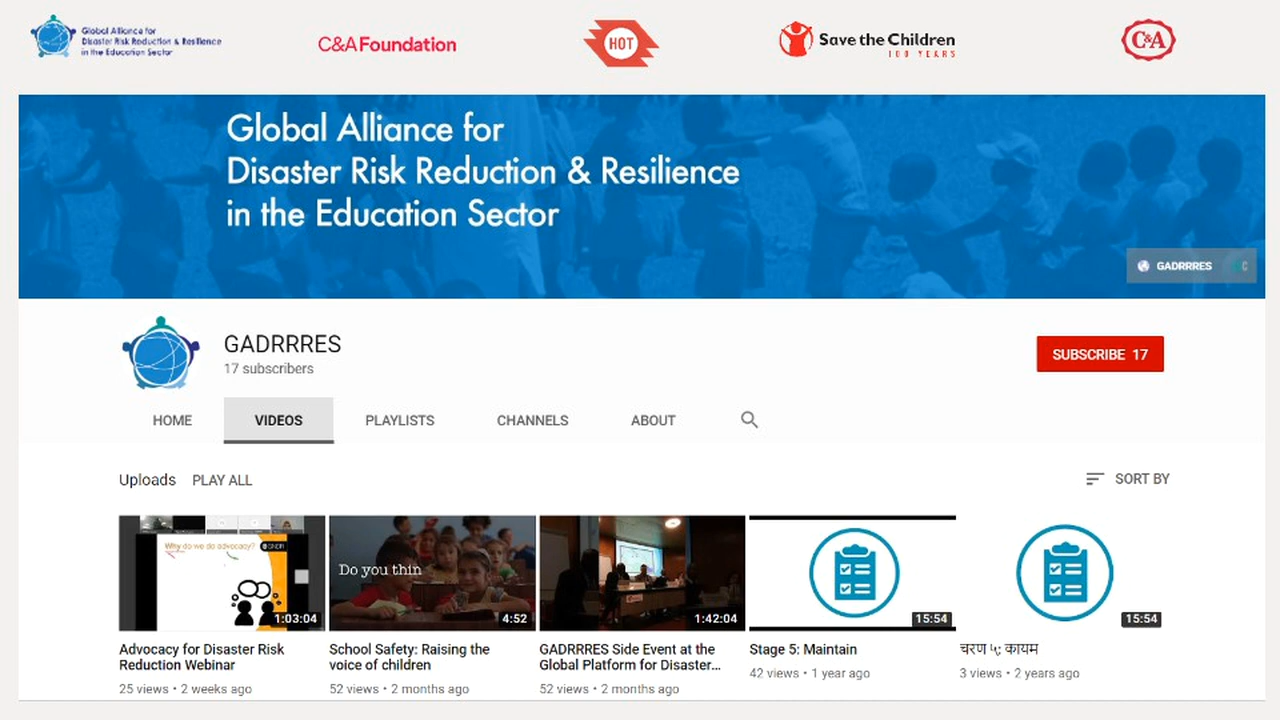 Global Alliance for
Disaster Risk Reduction & Resilience
in the Education Sector
C&A Foundation
HOT
Save the Children
100 YEARS
C&A
Global Alliance for
Disaster Risk Reduction & Resilience
in the Education Sector
GADRRRES
GADRRRES
17 subscribers
SUBSCRIBE 17
HOME VIDEOS PLAYLISTS CHANNELS ABOUT
Uploads PLAY ALL
SORT BY
Why do we do advocacy?
GNDR
1:03:04
Do you thin
4:52
1:42:04
15:54
15:54
Advocacy for Disaster Risk
Reduction Webinar
25 views • 2 weeks ago
School Safety: Raising the
voice of children
52 views • 2 months ago
GADRRRES Side Event at the
Global Platform for Disaster...
52 views • 2 months ago
Stage 5: Maintain
42 views • 1 year ago
चरण ५: कायम
3 views • 2 years ago